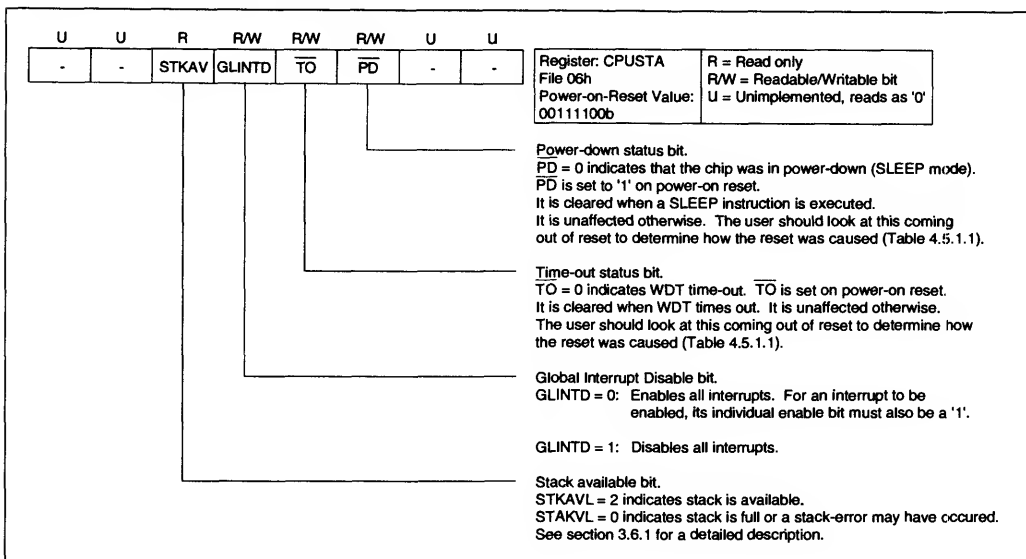 U U R R/W R/W R/W U U
- - STKAV GLINTD TO PD - -
Register: CPUSTA
File 06h
Power-on-Reset Value:
00111100b
R = Read only
R/W = Readable/Writable bit
U = Unimplemented, reads as '0'
Power-down status bit.
PD = 0 indicates that the chip was in power-down (SLEEP mode).
PD is set to '1' on power-on reset.
It is cleared when a SLEEP instruction is executed.
It is unaffected otherwise. The user should look at this coming
out of reset to determine how the reset was caused (Table 4.5.1.1).
Time-out status bit.
TO = 0 indicates WDT time-out. TO is set on power-on reset.
It is cleared when WDT times out. It is unaffected otherwise.
The user should look at this coming out of reset to determine how
the reset was caused (Table 4.5.1.1).
Global Interrupt Disable bit.
GLINTD = 0: Enables all interrupts. For an interrupt to be
enabled, its individual enable bit must also be a '1'.
GLINTD = 1: Disables all interrupts.
Stack available bit.
STKAVL = 2 indicates stack is available.
STAKVL = 0 indicates stack is full or a stack-error may have occured.
See section 3.6.1 for a detailed description.